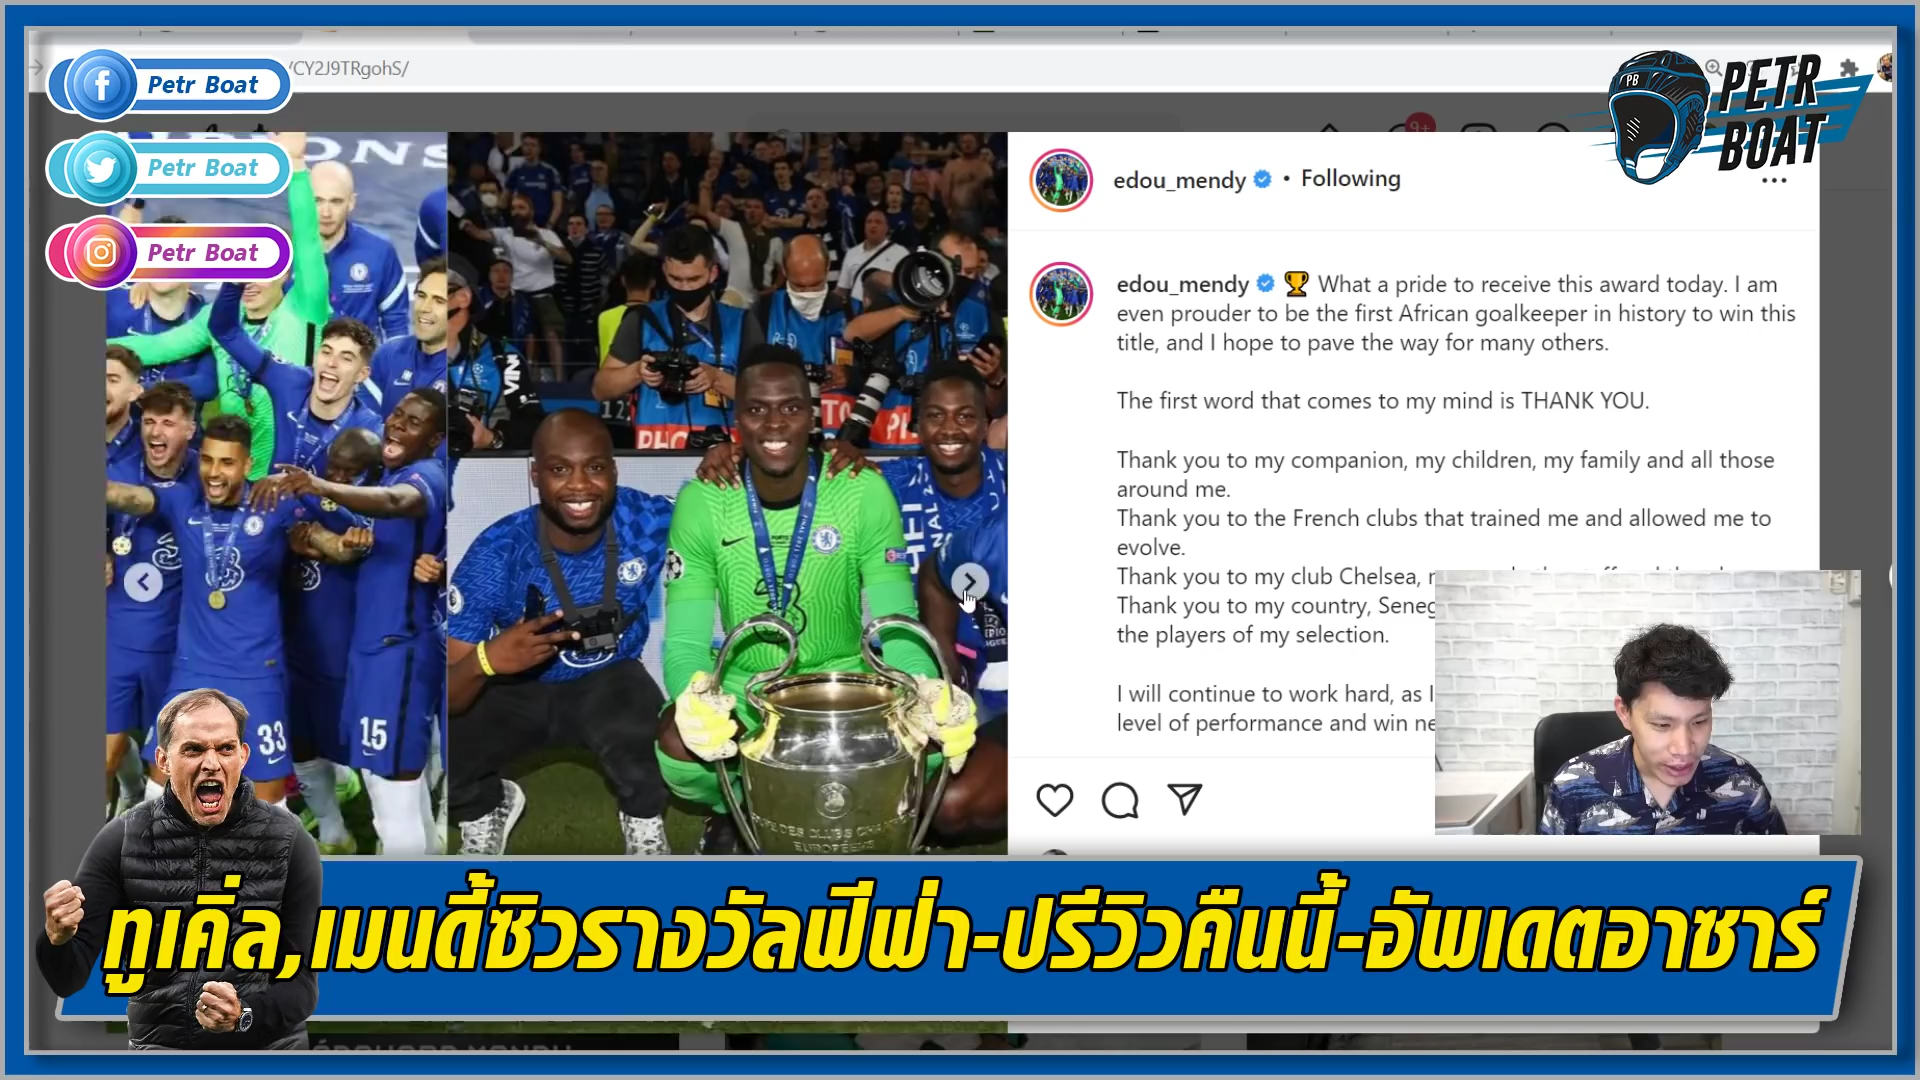 /CY2J9TRgohS/
Petr Boat
Petr Boat
Petr Boat
PB
PETR
BOAT
9+
ONS
edou_mendy • Following
edou_mendy 🏆 What a pride to receive this award today. I am
even prouder to be the first African goalkeeper in history to win this
title, and I hope to pave the way for many others.
The first word that comes to my mind is THANK YOU.
Thank you to my companion, my children, my family and all those
around me.
Thank you to the French clubs that trained me and allowed me to
evolve.
Thank you to my club Chelsea,
Thank you to my country, Seneg
the players of my selection.
I will continue to work hard, as I
level of performance and win ne
33
15
ทูเคิ่ล,เมนดี้ซิวรางวัลฟีฟ่า-ปรีวิวคืนนี้-อัพเดตอาซาร์